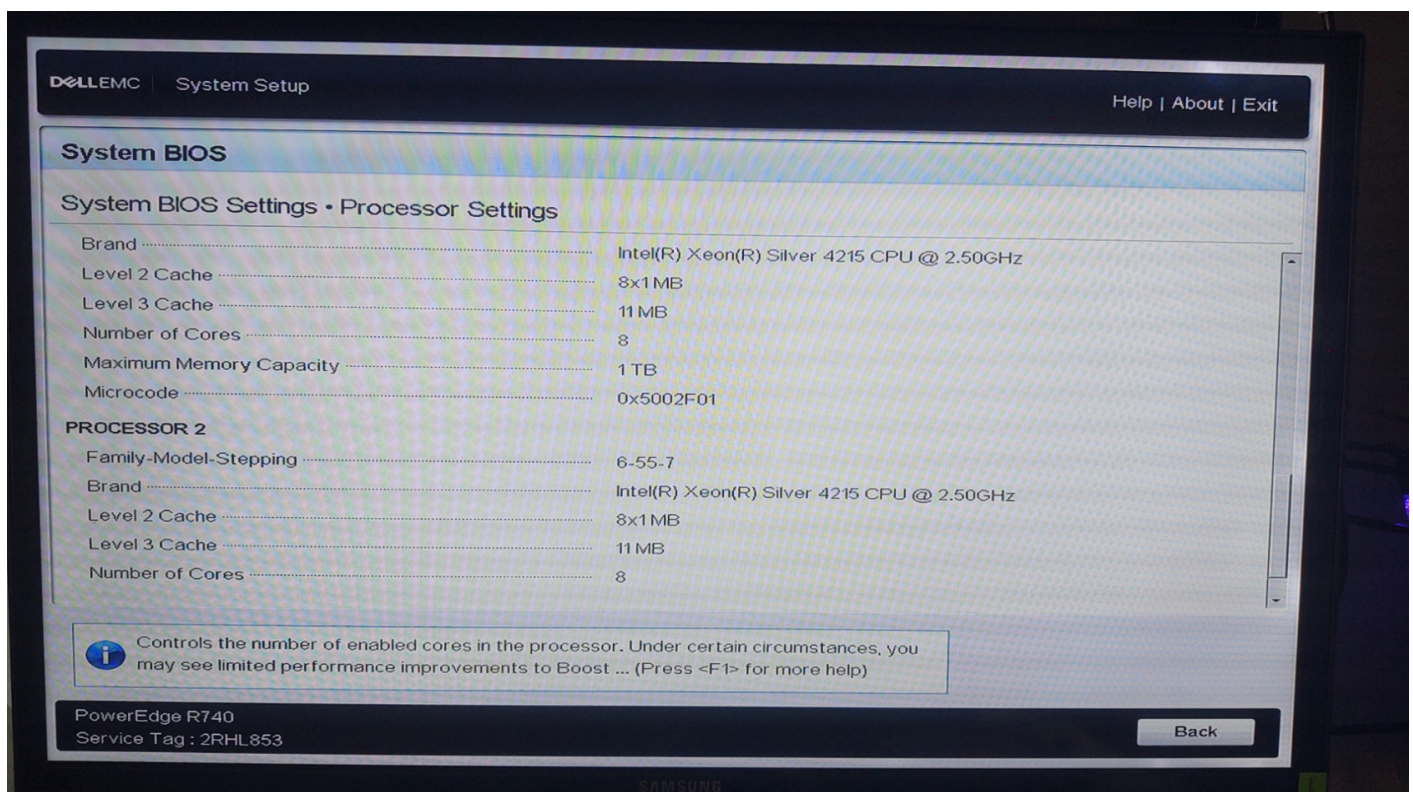 DELLEMC System Setup
Help | About | Exit
System BIOS
System BIOS Settings • Processor Settings
Brand Intel(R) Xeon(R) Silver 4215 CPU @ 2.50GHz
Level 2 Cache 8x1 MB
Level 3 Cache 11 MB
Number of Cores 8
Maximum Memory Capacity 1 TB
Microcode 0x5002F01
PROCESSOR 2
Family-Model-Stepping 6-55-7
Brand Intel(R) Xeon(R) Silver 4215 CPU @ 2.50GHz
Level 2 Cache 8x1 MB
Level 3 Cache 11 MB
Number of Cores 8
Controls the number of enabled cores in the processor. Under certain circumstances, you
may see limited performance improvements to Boost ... (Press <F1> for more help)
PowerEdge R740
Service Tag : 2RHL853
Back
SAMSUNG